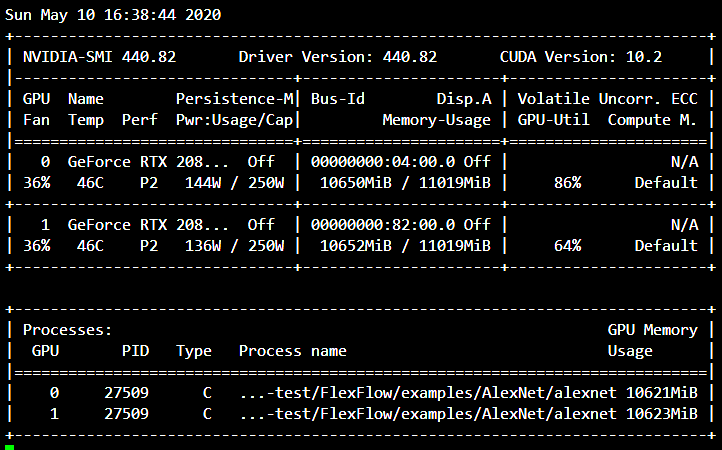 Sun May 10 16:38:44 2020
+-----------------------------------------------------------------------------+
| NVIDIA-SMI 440.82       Driver Version: 440.82       CUDA Version: 10.2     |
|-------------------------------+----------------------+----------------------+
| GPU  Name        Persistence-M| Bus-Id        Disp.A | Volatile Uncorr. ECC |
| Fan  Temp  Perf  Pwr:Usage/Cap|         Memory-Usage | GPU-Util  Compute M. |
|===============================+======================+======================|
|   0  GeForce RTX 208...  Off  | 00000000:04:00.0 Off |                  N/A |
| 36%   46C    P2   144W / 250W |  10650MiB / 11019MiB |     86%      Default |
+-------------------------------+----------------------+----------------------+
|   1  GeForce RTX 208...  Off  | 00000000:82:00.0 Off |                  N/A |
| 36%   46C    P2   136W / 250W |  10652MiB / 11019MiB |     64%      Default |
+-------------------------------+----------------------+----------------------+

+-----------------------------------------------------------------------------+
| Processes:                                                       GPU Memory |
|  GPU       PID   Type   Process name                             Usage      |
|=============================================================================|
|    0     27509      C   ...-test/FlexFlow/examples/AlexNet/alexnet 10621MiB |
|    1     27509      C   ...-test/FlexFlow/examples/AlexNet/alexnet 10623MiB |
+-----------------------------------------------------------------------------+